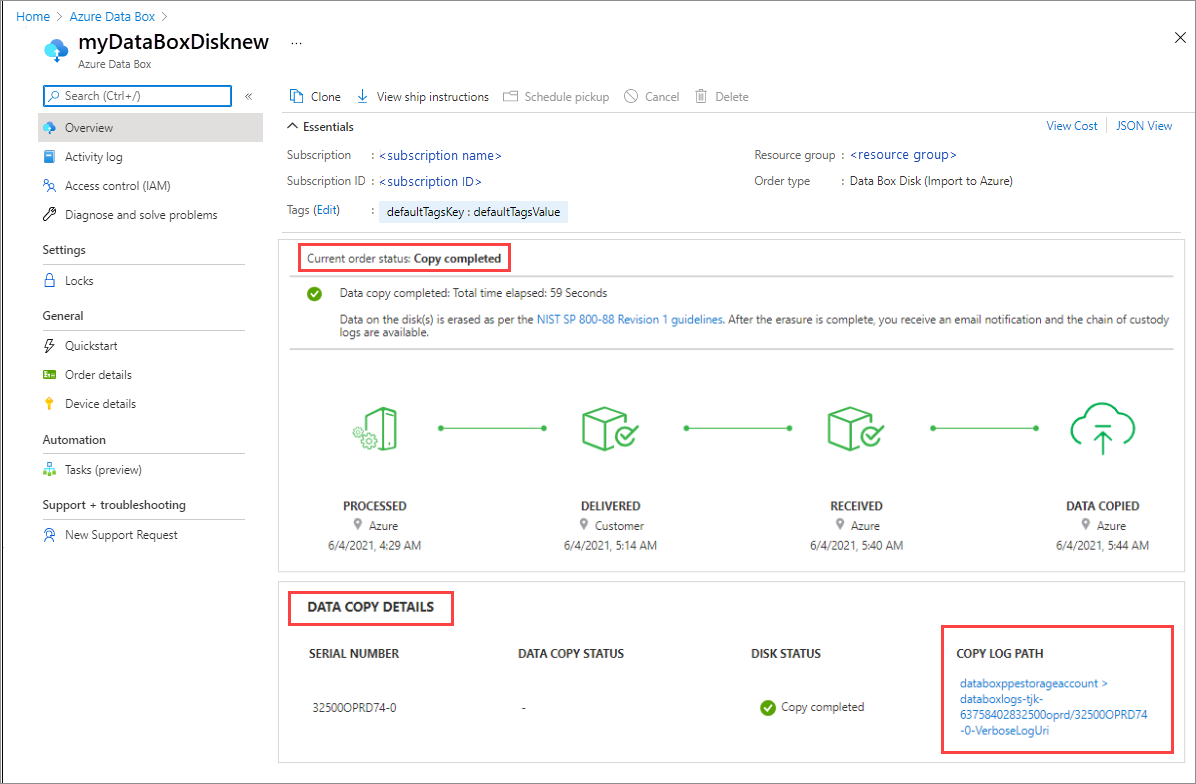 Home > Azure Data Box >
myDataBoxDisknew ...
Azure Data Box
Search (Ctrl+/) «
Overview
Activity log
Access control (IAM)
Diagnose and solve problems
Settings
Locks
General
Quickstart
Order details
Device details
Automation
Tasks (preview)
Support + troubleshooting
New Support Request
Clone View ship instructions Schedule pickup Cancel Delete
Essentials View Cost JSON View
Subscription : <subscription name> Resource group : <resource group>
Subscription ID : <subscription ID> Order type : Data Box Disk (Import to Azure)
Tags (Edit) : defaultTagsKey : defaultTagsValue
Current order status: Copy completed
Data copy completed: Total time elapsed: 59 Seconds
Data on the disk(s) is erased as per the NIST SP 800-88 Revision 1 guidelines. After the erasure is complete, you receive an email notification and the chain of custody
logs are available.
PROCESSED DELIVERED RECEIVED DATA COPIED
Azure Customer Azure Azure
6/4/2021, 4:29 AM 6/4/2021, 5:14 AM 6/4/2021, 5:40 AM 6/4/2021, 5:44 AM
DATA COPY DETAILS
SERIAL NUMBER DATA COPY STATUS DISK STATUS COPY LOG PATH
32500OPRD74-0 - Copy completed
databoxppestorageaccount >
databoxlogs-tjk-
63758402832500oprd/32500OPRD74
-0-VerboseLogUri